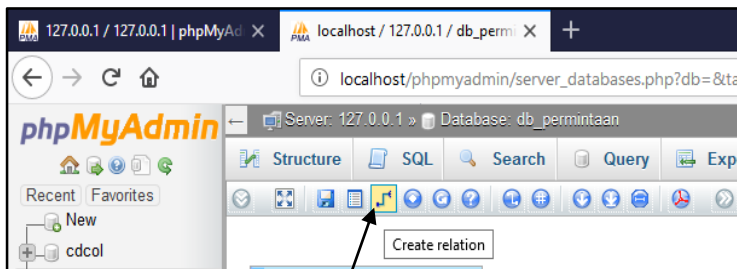 127.0.0.1 / 127.0.0.1 | phpMyAd
localhost / 127.0.0.1 / db_permi
localhost/phpmyadmin/server_databases.php?db=&ta
phpMyAdmin
Server: 127.0.0.1 » Database: db_permintaan
Structure SQL Search Query Exp
Recent Favorites
New
cdcol
Create relation